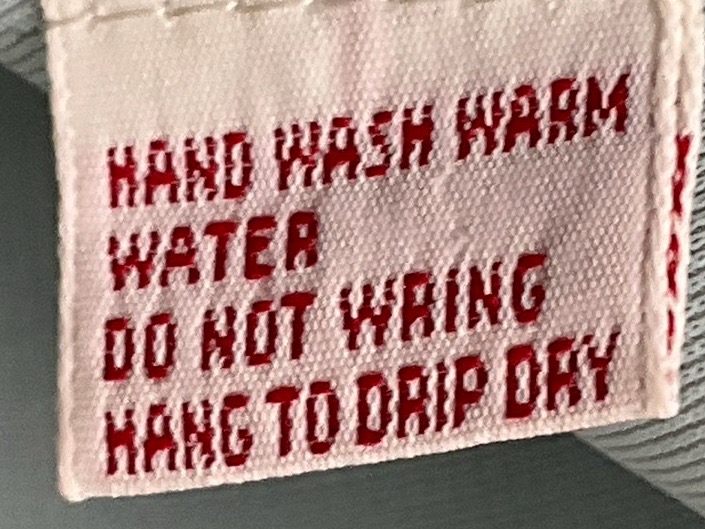 HAND WASH WARM
WATER
DO NOT WRING
HANG TO DRIP DRY